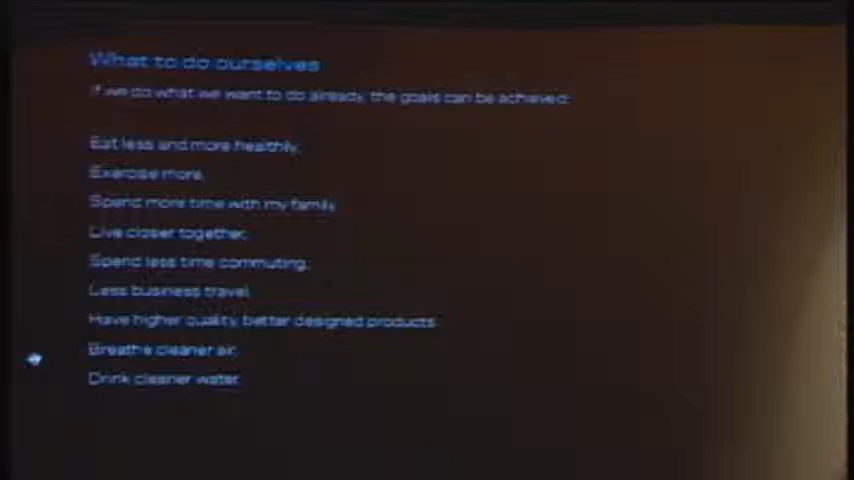 What to do ourselves
If we do what we want to do already, the goals can be achieved:
Eat less and more healthily.
Exercise more.
Spend more time with my family.
Live closer together.
Spend less time commuting.
Less business travel.
Have higher quality, better designed products.
Breathe cleaner air.
Drink cleaner water.